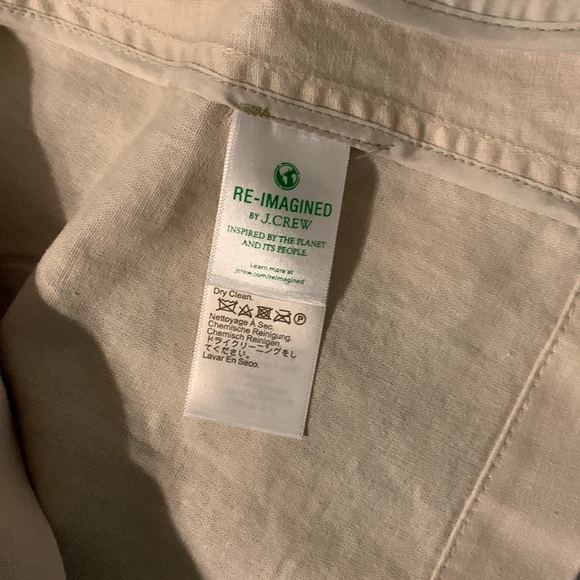 RE-IMAGINED
BY J.CREW
INSPIRED BY THE PLANET
AND ITS PEOPLE.
Learn more at
jcrew.com/reimagined
Dry Clean.
P
Nettoyage À Sec.
Chemische Reinigung.
Chemisch Reinigen.
ドライクリーニングをし
てください。
Lavar En Seco.